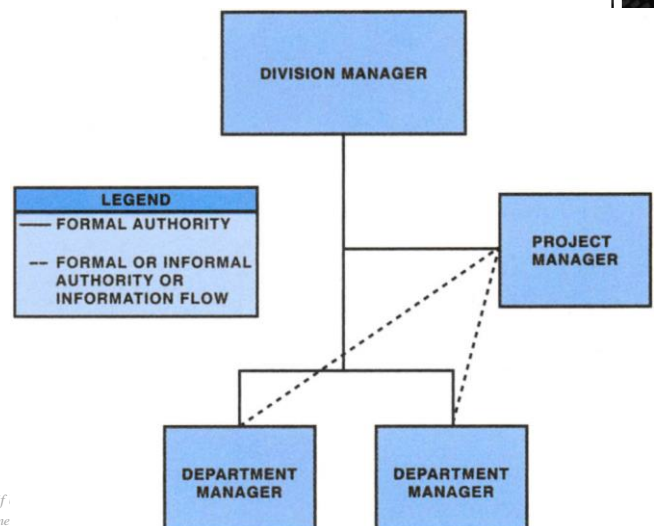 DIVISION MANAGER
LEGEND
FORMAL AUTHORITY
FORMAL OR INFORMAL
AUTHORITY OR
INFORMATION FLOW
PROJECT
MANAGER
DEPARTMENT
MANAGER
DEPARTMENT
MANAGER